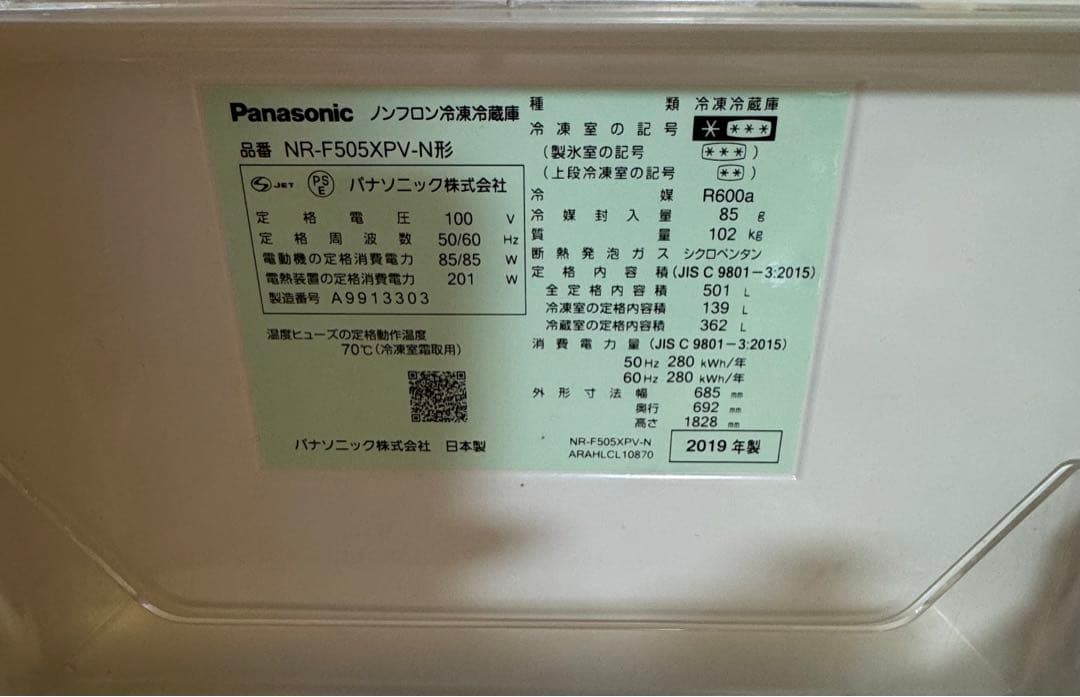 Panasonic ノンフロン冷凍冷蔵庫
品番 NR-F505XPV-N形
JET PS E パナソニック株式会社
定格電圧 100 V
定格周波数 50/60 Hz
電動機の定格消費電力 85/85 W
電熱装置の定格消費電力 201 W
製造番号 A9913303
温度ヒューズの定格動作温度
70℃(冷凍室霜取用)
パナソニック株式会社 日本製
種類 冷凍冷蔵庫
冷凍室の記号 * ***
(製氷室の記号 ***)
(上段冷凍室の記号 **)
冷媒 R600a
冷媒封入量 85 g
質量 102 kg
断熱発泡ガス シクロペンタン
定格内容積(JIS C 9801-3:2015)
全定格内容積 501 L
冷凍室の定格内容積 139 L
冷蔵室の定格内容積 362 L
消費電力量(JIS C 9801-3:2015)
50Hz 280 kWh/年
60Hz 280 kWh/年
外形寸法幅 685 mm
奥行 692 mm
高さ 1828 mm
NR-F505XPV-N
ARAHLCL10870
2019年製